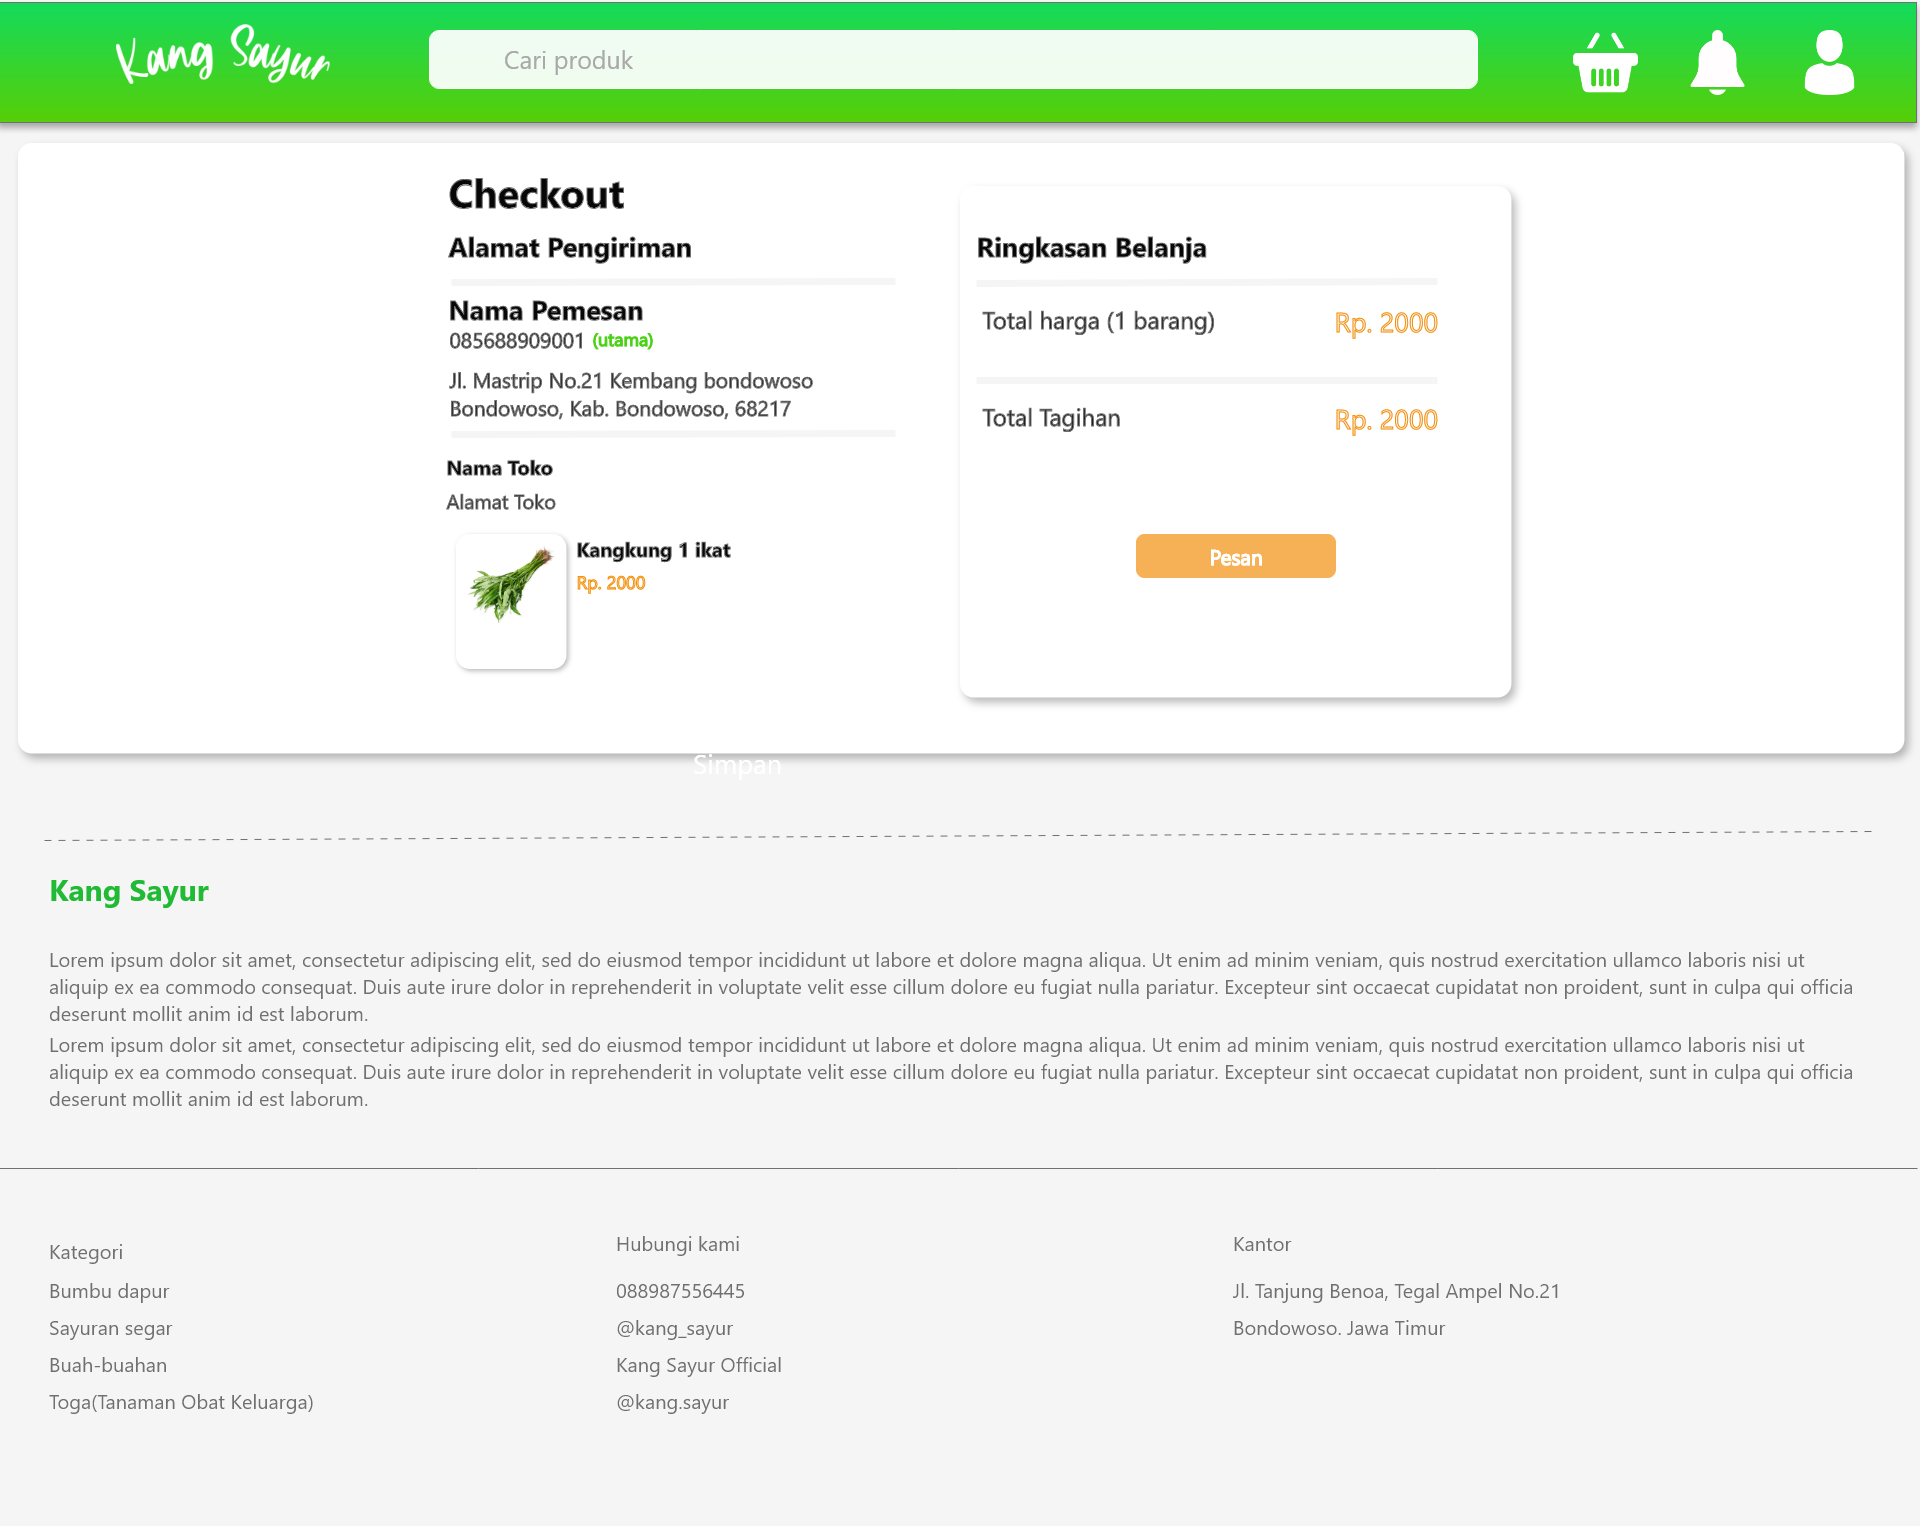 Kang Sayur
Cari produk
Checkout
Alamat Pengiriman
Nama Pemesan
085688909001 (utama)
Jl. Mastrip No.21 Kembang bondowoso
Bondowoso, Kab. Bondowoso, 68217
Nama Toko
Alamat Toko
Kangkung 1 ikat
Rp. 2000
Ringkasan Belanja
Total harga (1 barang) Rp. 2000
Total Tagihan Rp. 2000
Pesan
Simpan
Kang Sayur
Lorem ipsum dolor sit amet, consectetur adipiscing elit, sed do eiusmod tempor incididunt ut labore et dolore magna aliqua. Ut enim ad minim veniam, quis nostrud exercitation ullamco laboris nisi ut
aliquip ex ea commodo consequat. Duis aute irure dolor in reprehenderit in voluptate velit esse cillum dolore eu fugiat nulla pariatur. Excepteur sint occaecat cupidatat non proident, sunt in culpa qui officia
deserunt mollit anim id est laborum.
Lorem ipsum dolor sit amet, consectetur adipiscing elit, sed do eiusmod tempor incididunt ut labore et dolore magna aliqua. Ut enim ad minim veniam, quis nostrud exercitation ullamco laboris nisi ut
aliquip ex ea commodo consequat. Duis aute irure dolor in reprehenderit in voluptate velit esse cillum dolore eu fugiat nulla pariatur. Excepteur sint occaecat cupidatat non proident, sunt in culpa qui officia
deserunt mollit anim id est laborum.
Kategori
Bumbu dapur
Sayuran segar
Buah-buahan
Toga(Tanaman Obat Keluarga)
Hubungi kami
088987556445
@kang_sayur
Kang Sayur Official
@kang.sayur
Kantor
Jl. Tanjung Benoa, Tegal Ampel No.21
Bondowoso. Jawa Timur